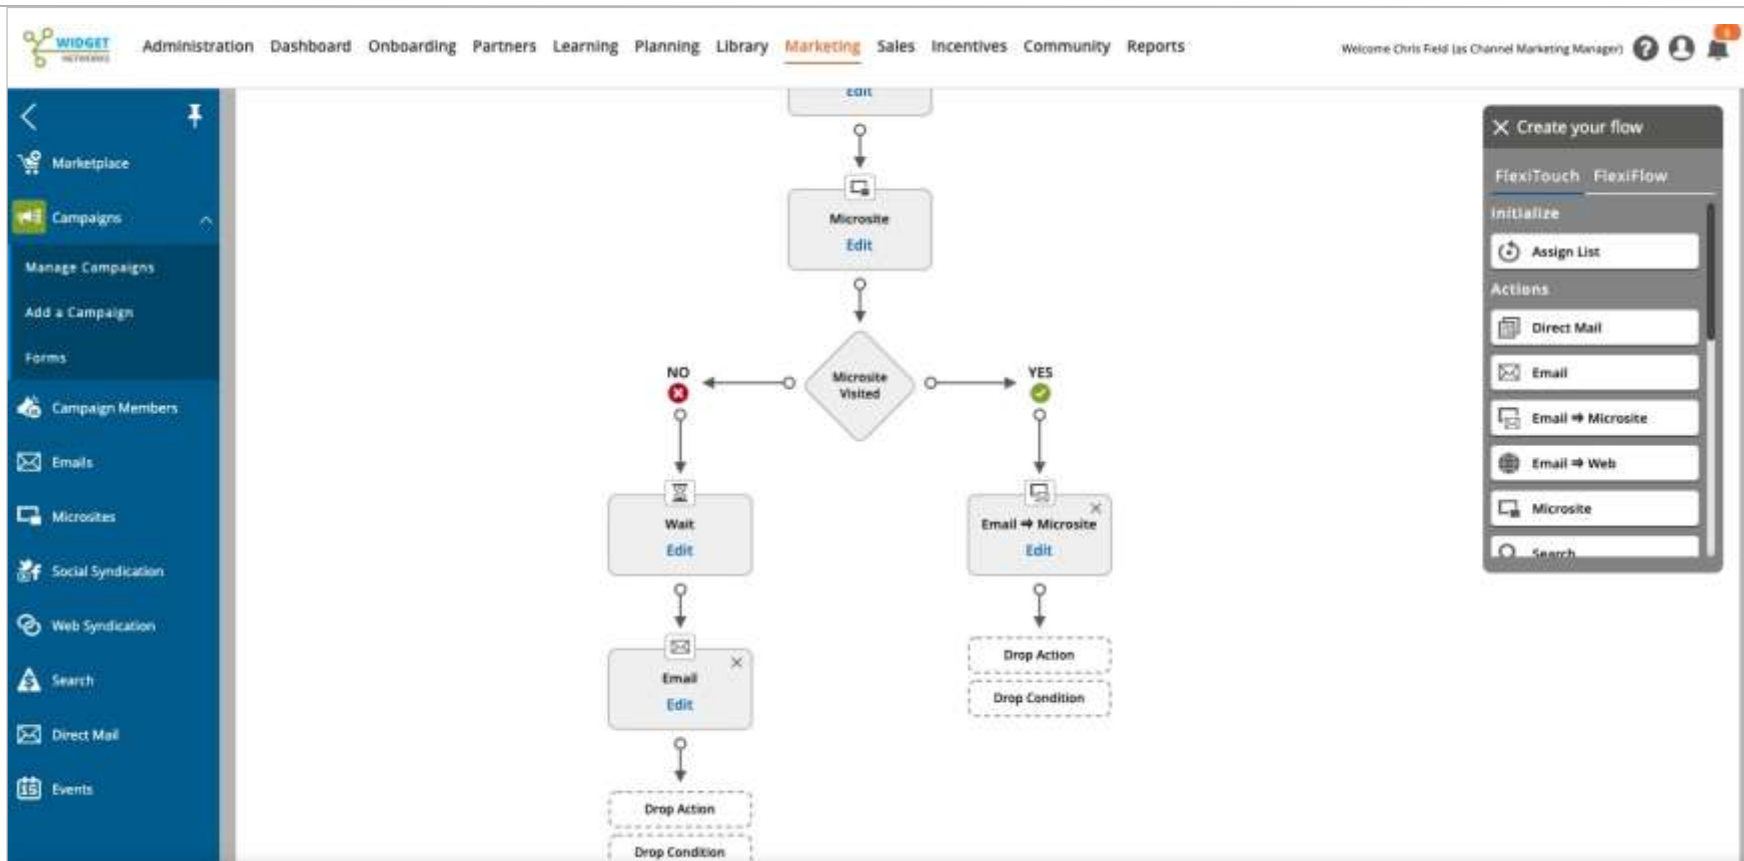 WIDGET
NETWORKS
Administration Dashboard Onboarding Partners Learning Planning Library Marketing Sales Incentives Community Reports
Welcome Chris Field (as Channel Marketing Manager)
Marketplace
Campaigns
Manage Campaigns
Add a Campaign
Forms
Campaign Members
Emails
Microsites
Social Syndication
Web Syndication
Search
Direct Mail
Events
Edit
Microsite
Edit
Microsite
Visited
NO
YES
Wait
Edit
Email ⇒ Microsite
Edit
Email
Edit
Drop Action
Drop Condition
Drop Action
Drop Condition
Create your flow
FlexiTouch FlexiFlow
Initialize
Assign List
Actions
Direct Mail
Email
Email ⇒ Microsite
Email ⇒ Web
Microsite
Search